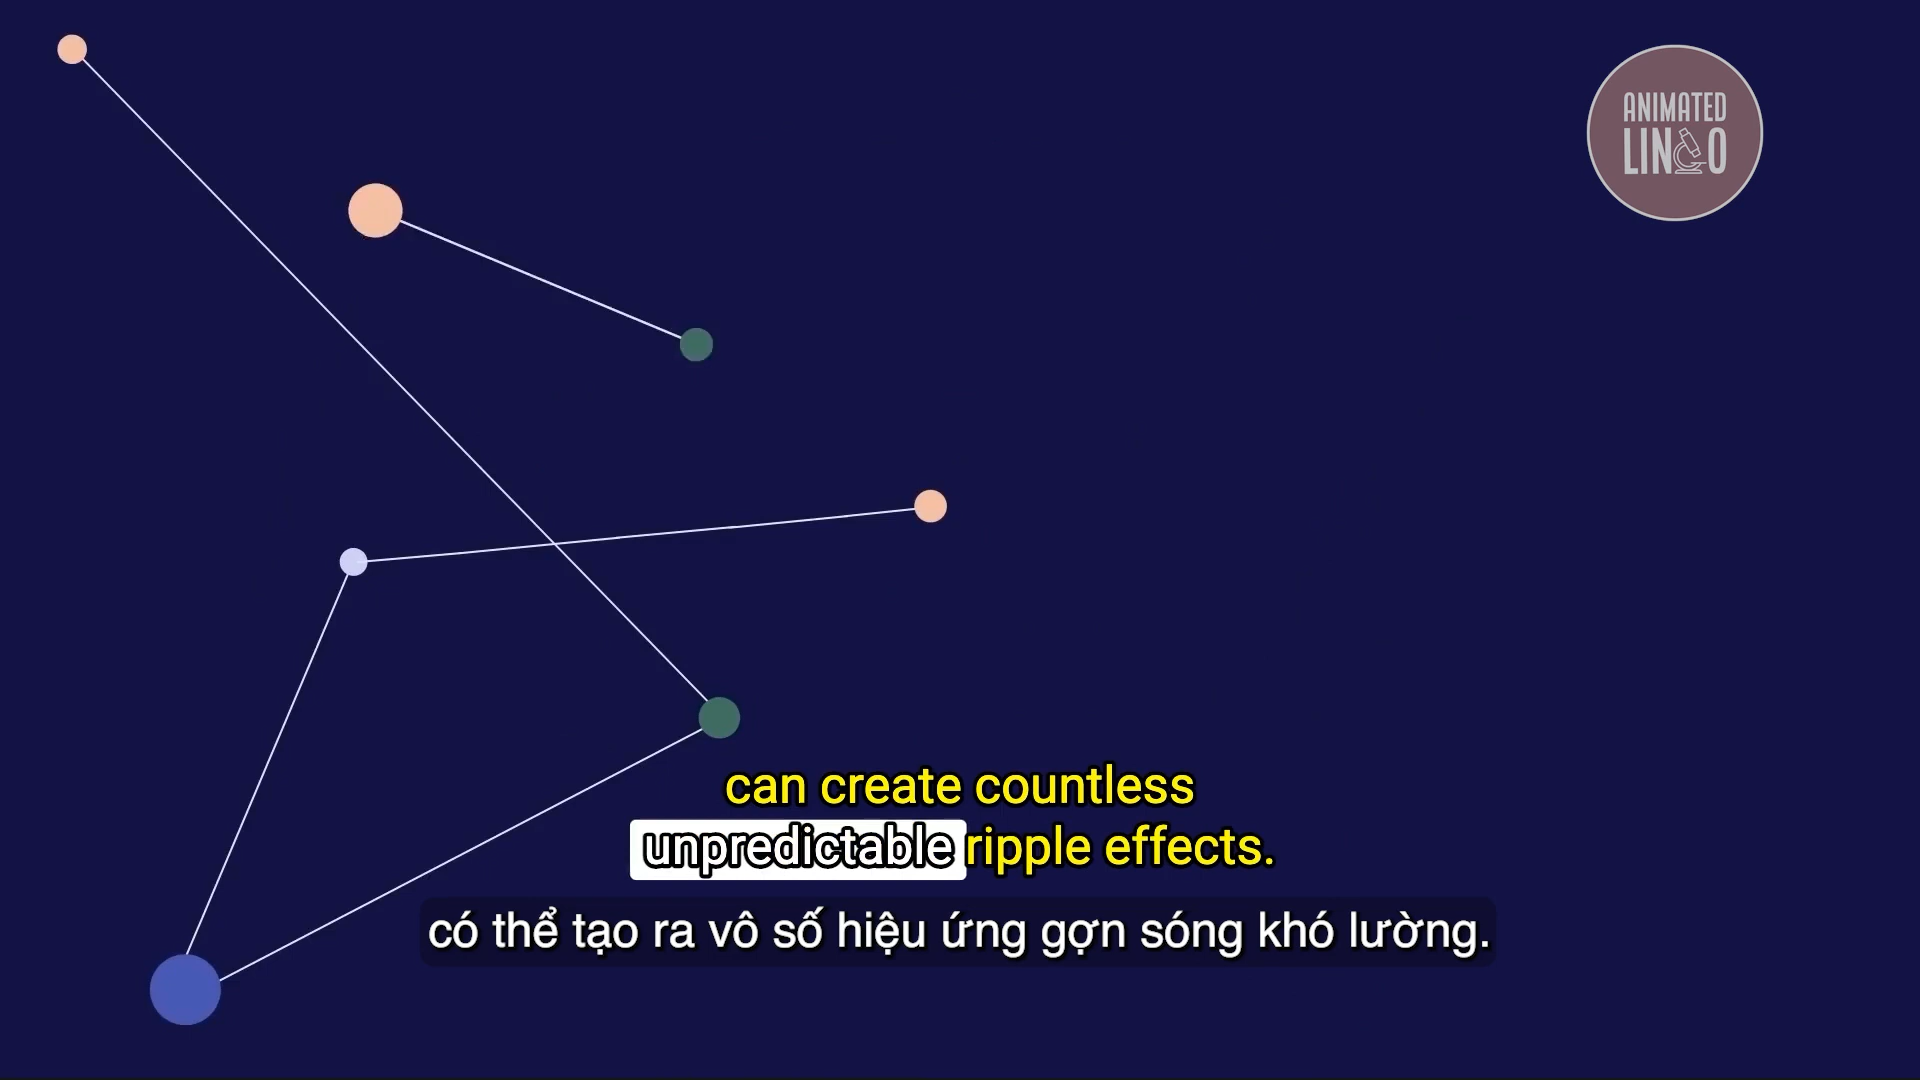 ANIMATED
LINGO
can create countless
unpredictable ripple effects.
có thể tạo ra vô số hiệu ứng gợn sóng khó lường.